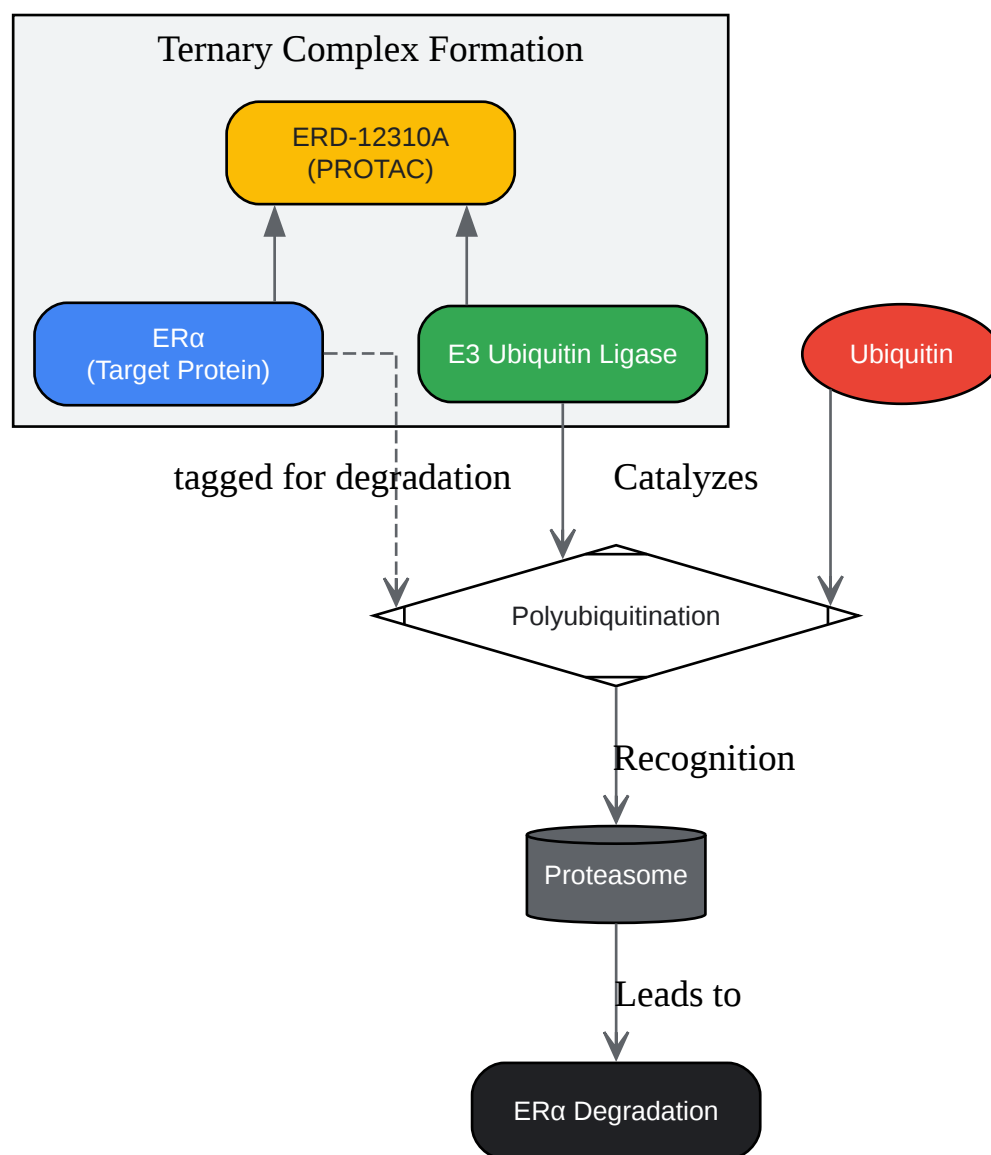 Ternary Complex Formation
ERD-12310A
(PROTAC)
ERα
(Target Protein)
E3 Ubiquitin Ligase
Ubiquitin
tagged for degradation
Catalyzes
Polyubiquitination
Recognition
Proteasome
Leads to
ERα Degradation